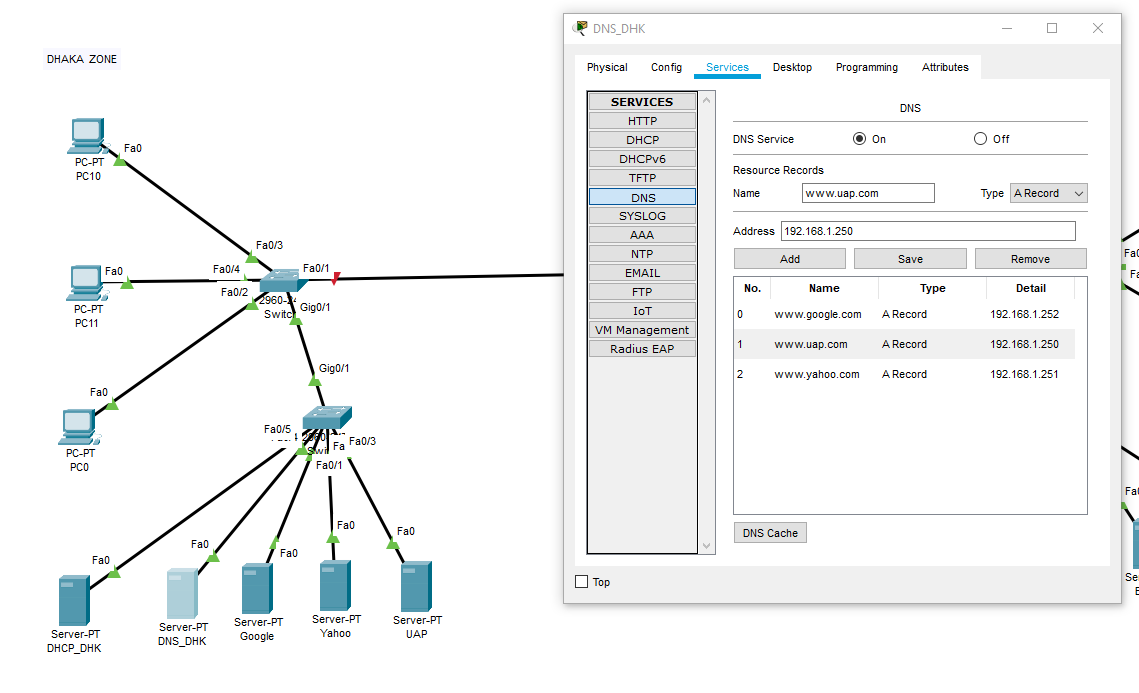 DHAKA ZONE
PC-PT
PC10
Fa0
Fa0/3
Fa0/4
Fa0/1
Fa0
Fa0/2
PC-PT
PC11
Gig0/1
Gig0/1
Fa0
PC-PT
PC0
Fa0/5
Fa0/3
Fa
Fa0/1
Fa0
Fa0
Fa0
Fa0
Fa0
Server-PT
DHCP_DHK
Server-PT
DNS_DHK
Server-PT
Google
Server-PT
Yahoo
Server-PT
UAP
DNS_DHK
Physical Config Services Desktop Programming Attributes
SERVICES
HTTP
DHCP
DHCPv6
TFTP
DNS
SYSLOG
AAA
NTP
EMAIL
FTP
IoT
VM Management
Radius EAP
DNS
DNS Service On Off
Resource Records
Name www.uap.com Type A Record
Address 192.168.1.250
Add Save Remove
No. Name Type Detail
0 www.google.com A Record 192.168.1.252
1 www.uap.com A Record 192.168.1.250
2 www.yahoo.com A Record 192.168.1.251
DNS Cache
Top